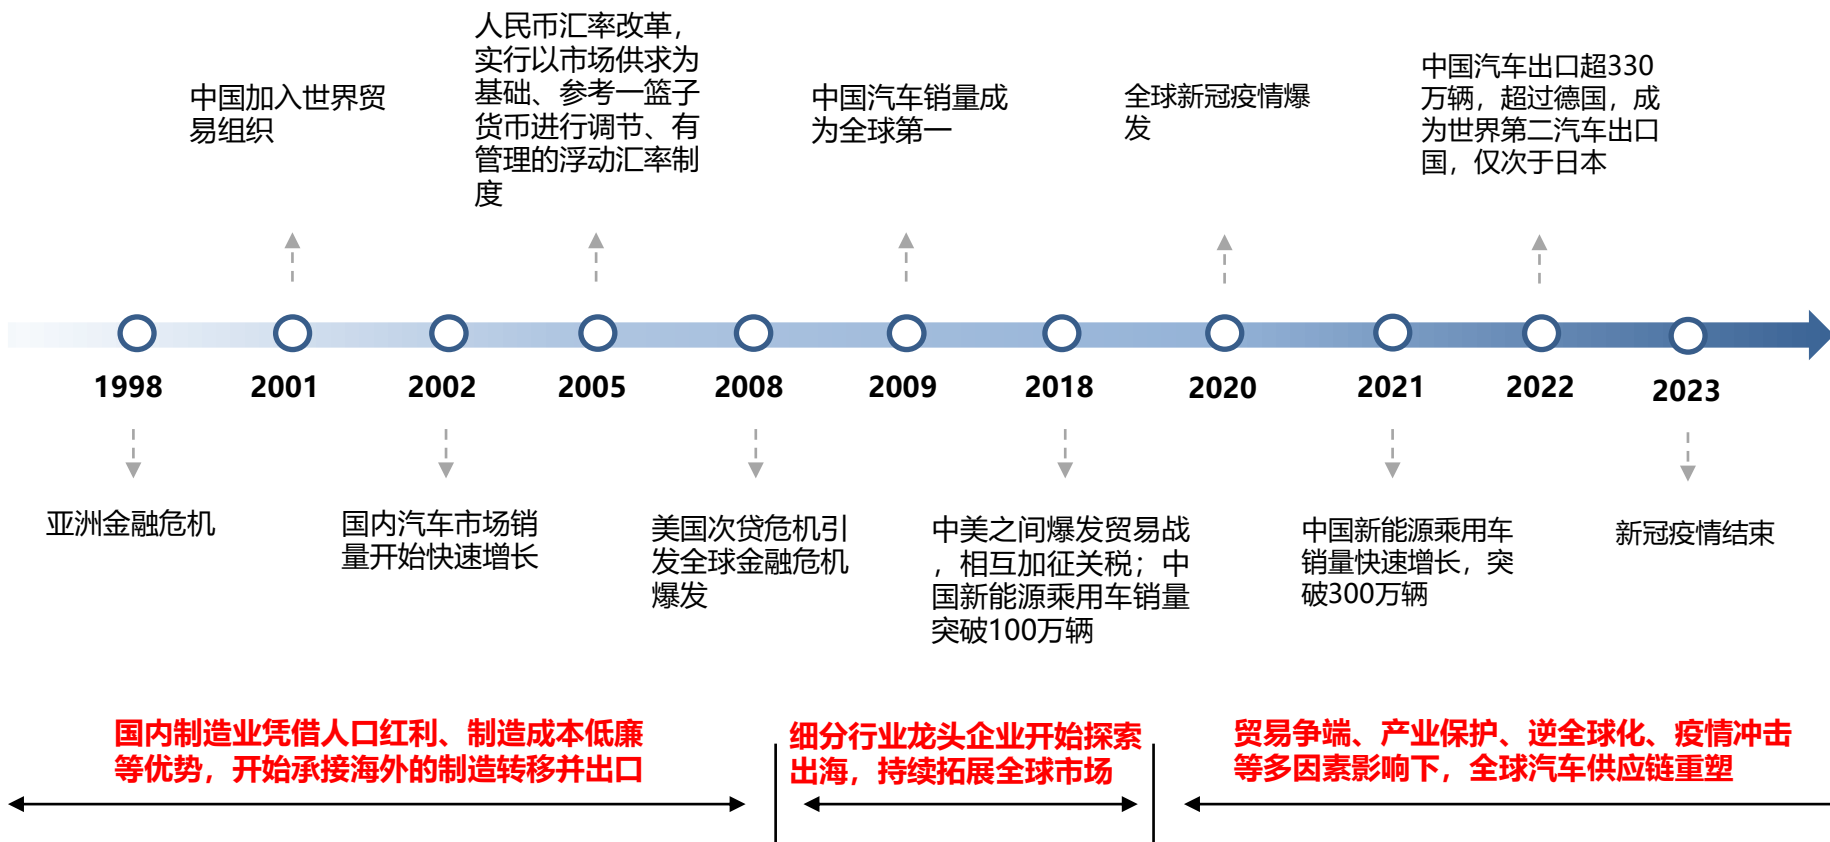 中国加入世界贸
易组织
人民币汇率改革，
实行以市场供求为
基础、参考一篮子
货币进行调节、有
管理的浮动汇率制
度
中国汽车销量成
为全球第一
全球新冠疫情爆
发
中国汽车出口超330
万辆，超过德国，成
为世界第二汽车出口
国，仅次于日本
1998
2001
2002
2005
2008
2009
2018
2020
2021
2022
2023
亚洲金融危机
国内汽车市场销
量开始快速增长
美国次贷危机引
发全球金融危机
爆发
中美之间爆发贸易战
，相互加征关税；中
国新能源乘用车销量
突破100万辆
中国新能源乘用车
销量快速增长，突
破300万辆
新冠疫情结束
国内制造业凭借人口红利、制造成本低廉
等优势，开始承接海外的制造转移并出口
细分行业龙头企业开始探索
出海，持续拓展全球市场
贸易争端、产业保护、逆全球化、疫情冲击
等多因素影响下，全球汽车供应链重塑